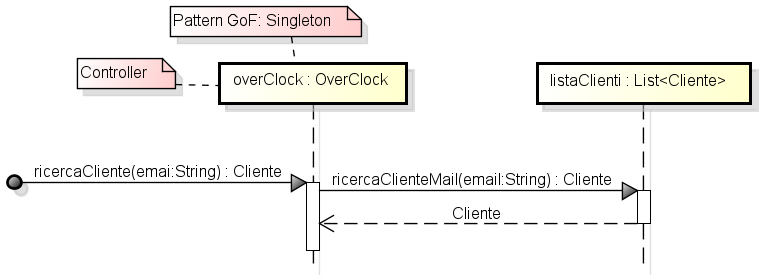 Pattern GoF: Singleton
Controller
overClock : OverClock
listaClienti : List<Cliente>
ricercaCliente(emai:String) : Cliente
ricercaClienteMail(email:String) : Cliente
Cliente